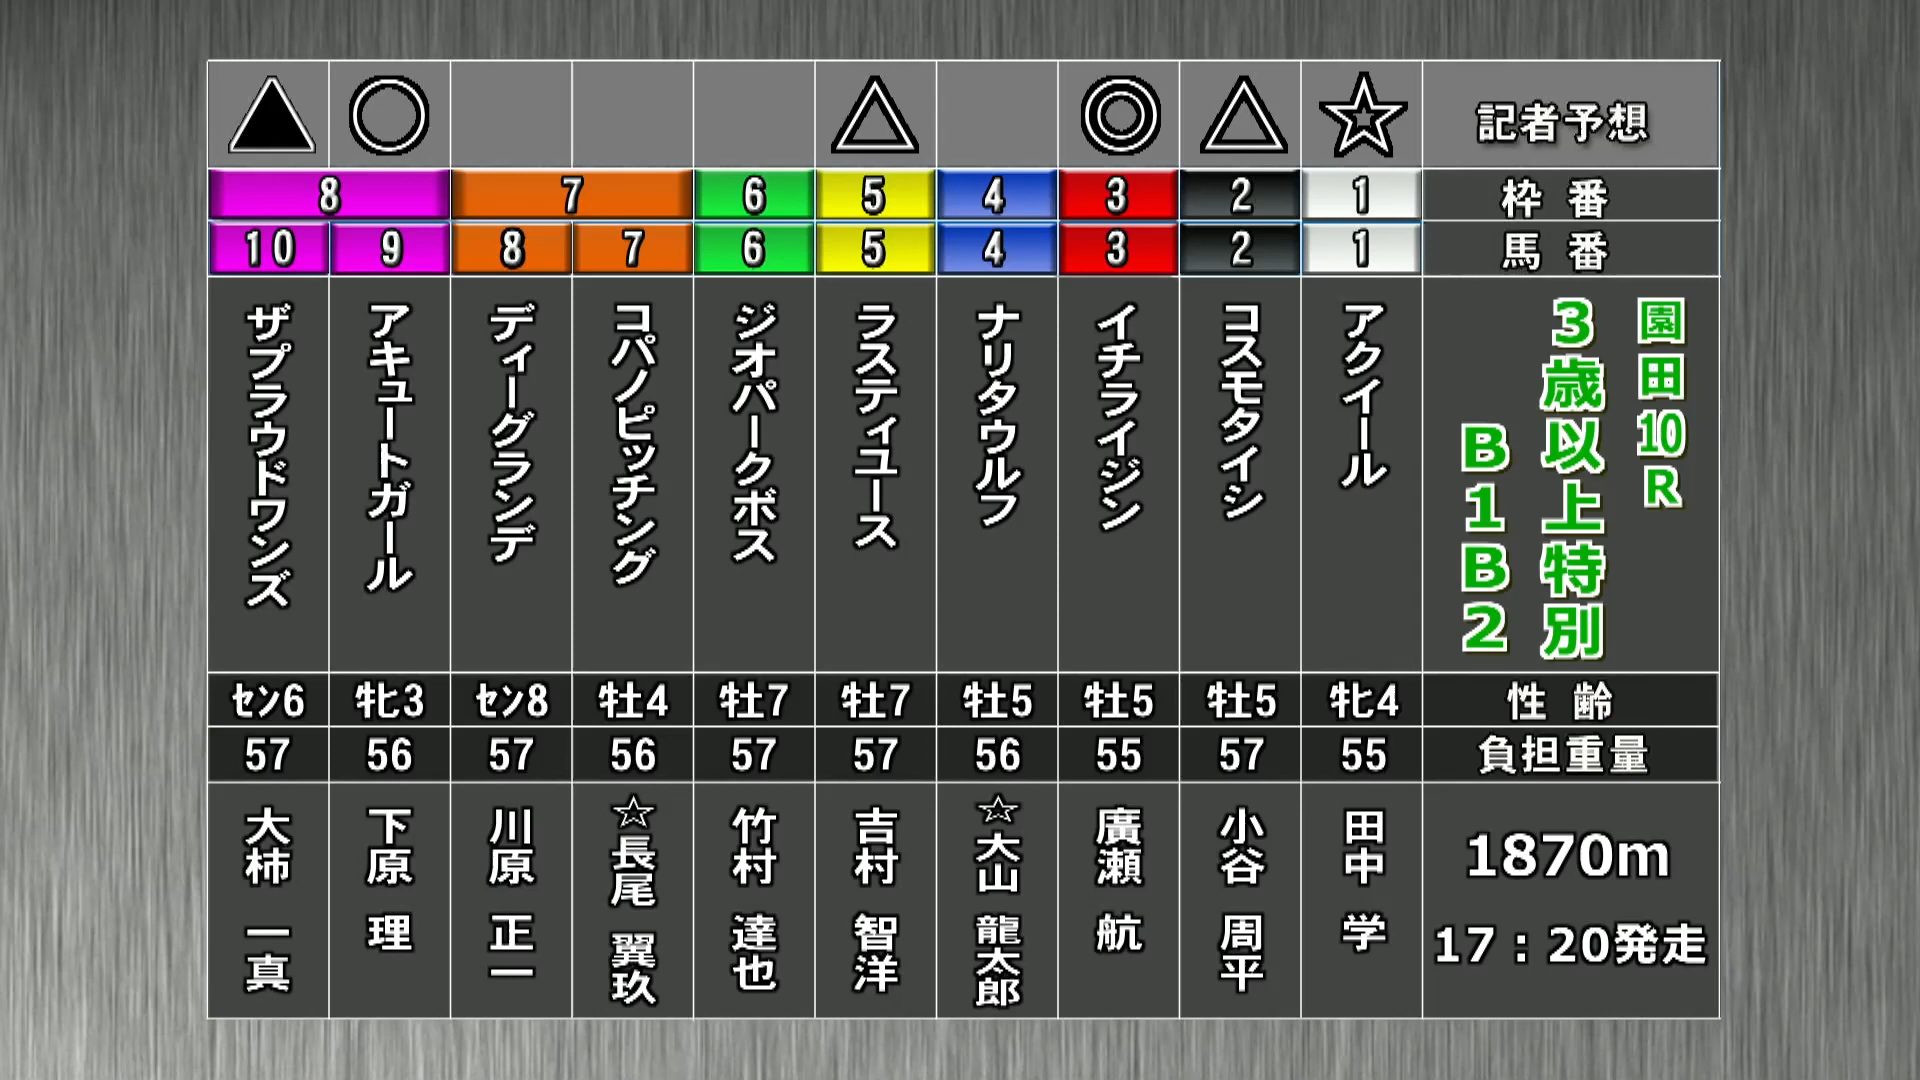 ▲ ○ △ ◎ △ ☆ 記者予想
8 7 6 5 4 3 2 1 枠番
10 9 8 7 6 5 4 3 2 1 馬番
園田10R
3歳以上特別
B1B2
アクイール
コスモタイシ
イチライジン
ナリタウルフ
ラスティユース
ジオパークボス
コパノピッチング
ディーグランデ
アキュートガール
ザプラウドワンズ
セン6 牝3 セン8 牡4 牡7 牡7 牡5 牡5 牡5 牝4 性齢
57 56 57 56 57 57 56 55 57 55 負担重量
1870m
17：20発走
田中 学
小谷 周平
廣瀬 航
☆大山 龍太郎
吉村 智洋
竹村 達也
☆長尾 翼玖
川原 正一
下原 理
大柿 一真